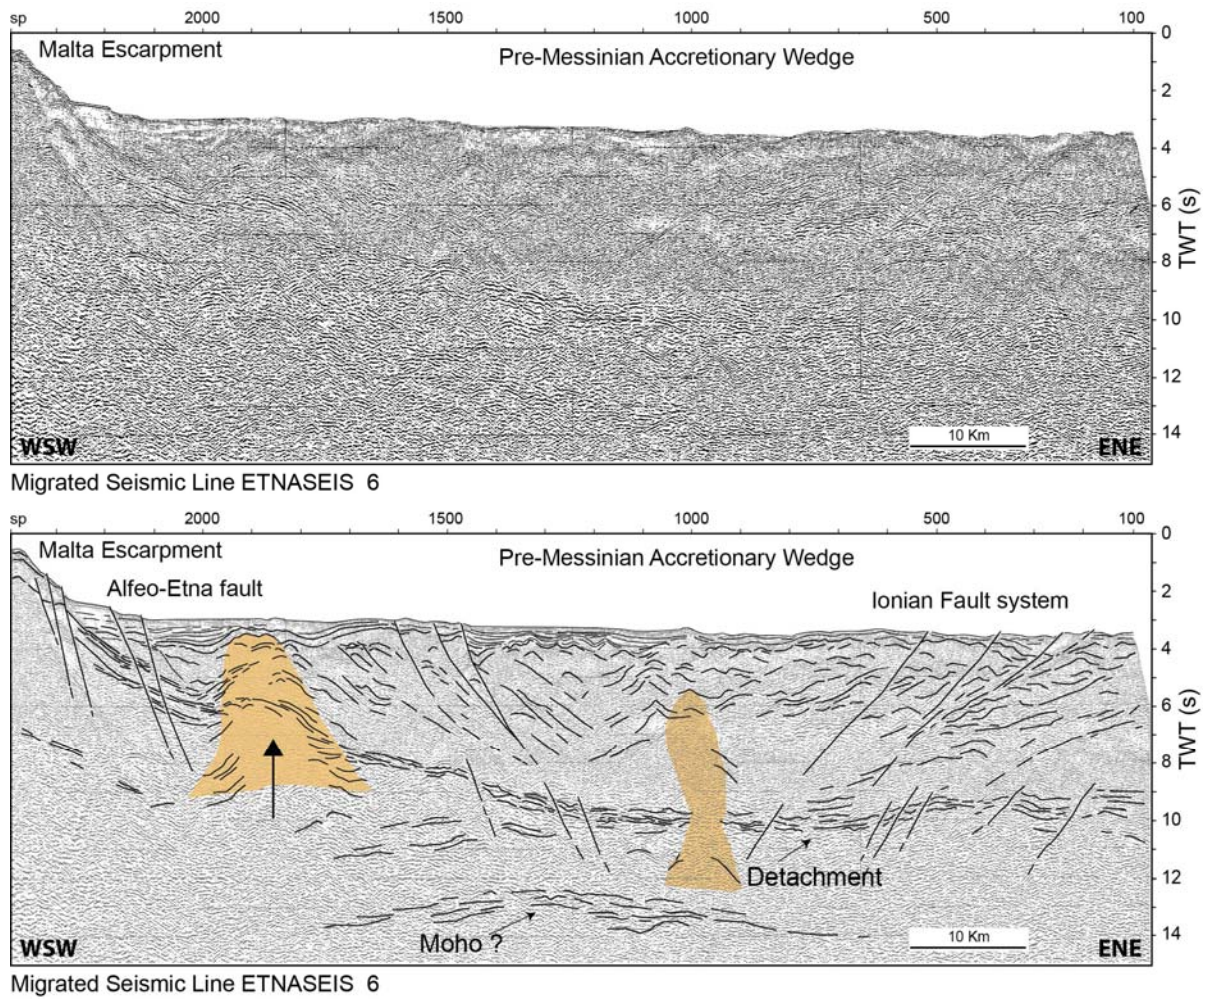 sp 2000 1500 1000 500 100
0
Malta Escarpment
Pre-Messinian Accretionary Wedge
2
4
6
TWT (s)
8
10
12
14
10 Km
WSW
ENE
Migrated Seismic Line ETNASEIS 6
sp 2000 1500 1000 500 100
0
Malta Escarpment
Pre-Messinian Accretionary Wedge
Alfeo-Etna fault
Ionian Fault system
2
4
6
TWT (s)
8
10
Detachment
12
Moho ?
14
10 Km
WSW
ENE
Migrated Seismic Line ETNASEIS 6